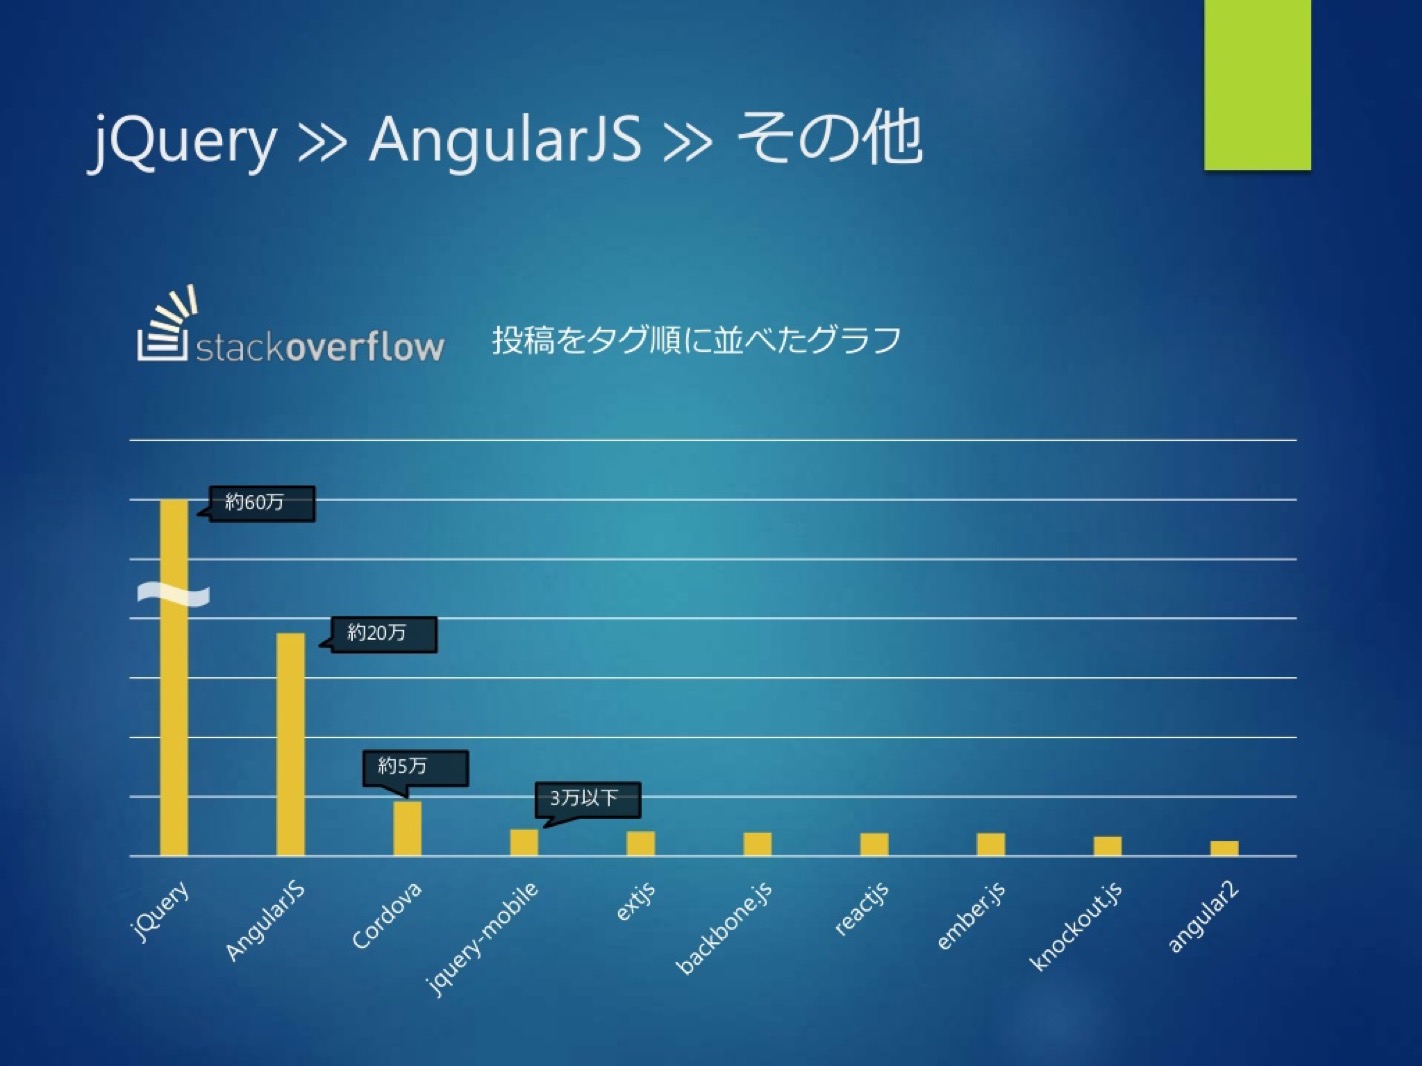 jQuery ≫ AngularJS ≫ その他
stackoverflow
投稿をタグ順に並べたグラフ
約60万
約20万
約5万
3万以下
jQuery
AngularJS
Cordova
jquery-mobile
extjs
backbone.js
reactjs
ember.js
knockout.js
angular2